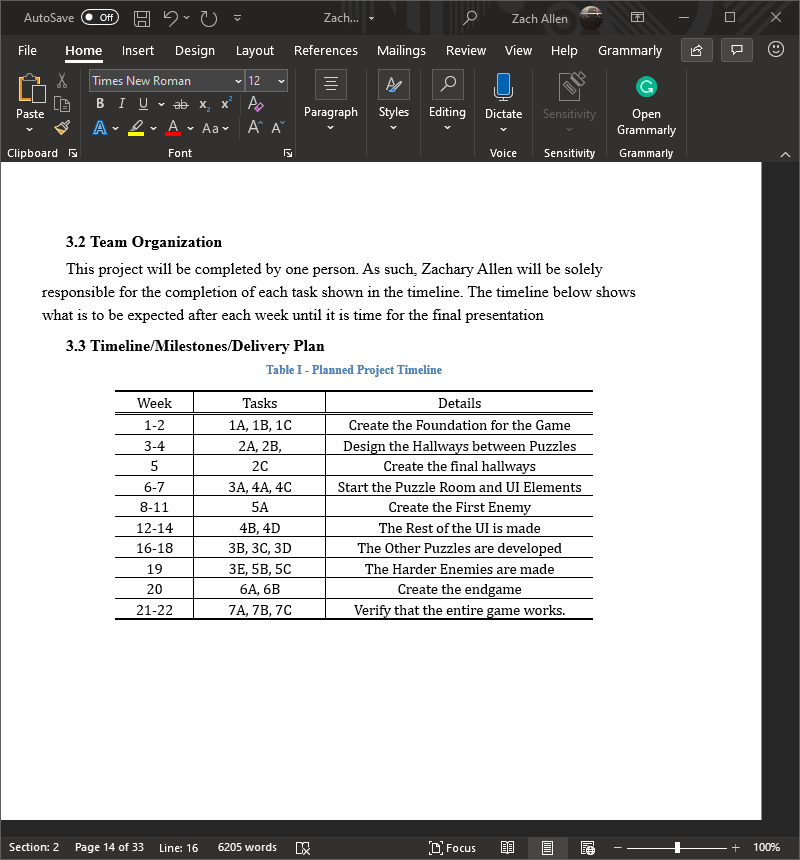 AutoSave Off Zach... Zach Allen
File Home Insert Design Layout References Mailings Review View Help Grammarly
Times New Roman 12
Paste B I U ab x₂ x² A
A A Aa A A
Paragraph Styles Editing Dictate Sensitivity Open Grammarly
Clipboard Font Voice Sensitivity Grammarly
3.2 Team Organization
This project will be completed by one person. As such, Zachary Allen will be solely
responsible for the completion of each task shown in the timeline. The timeline below shows
what is to be expected after each week until it is time for the final presentation
3.3 Timeline/Milestones/Delivery Plan
Table I - Planned Project Timeline
Week Tasks Details
1-2 1A, 1B, 1C Create the Foundation for the Game
3-4 2A, 2B, Design the Hallways between Puzzles
5 2C Create the final hallways
6-7 3A, 4A, 4C Start the Puzzle Room and UI Elements
8-11 5A Create the First Enemy
12-14 4B, 4D The Rest of the UI is made
16-18 3B, 3C, 3D The Other Puzzles are developed
19 3E, 5B, 5C The Harder Enemies are made
20 6A, 6B Create the endgame
21-22 7A, 7B, 7C Verify that the entire game works.
Section: 2 Page 14 of 33 Line: 16 6205 words Focus 100%